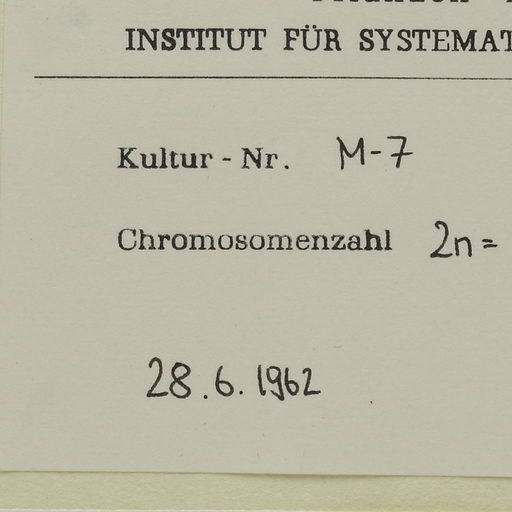 INSTITUT FÜR SYSTEMAT
Kultur - Nr. M-7
Chromosomenzahl 2n =
28.6.1962